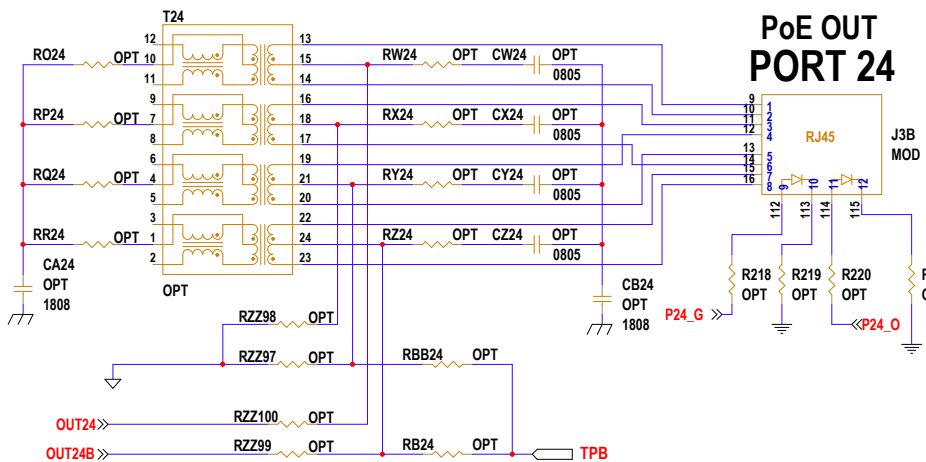 T24
PoE OUT
PORT 24
12 13
RO24 OPT 10 15 RW24 OPT CW24 OPT
11 14 0805
9 16
RP24 OPT 7 18 RX24 OPT CX24 OPT
8 17 0805
6 19
RQ24 OPT 4 21 RY24 OPT CY24 OPT
5 20 0805
3 22
RR24 OPT 1 24 RZ24 OPT CZ24 OPT
2 23 0805
CA24
OPT
1808
OPT
CB24
OPT
1808
9 1
10 2
11 3
12 4
13 5
14 6
15 7
16 8
RJ45
J3B
MOD
9 10 11 12
112 113 114 115
R218
OPT
R219
OPT
R220
OPT
P24_G
P24_O
RZZ98 OPT
RZZ97 OPT RBB24 OPT
OUT24 RZZ100 OPT
OUT24B RZZ99 OPT RB24 OPT TPB